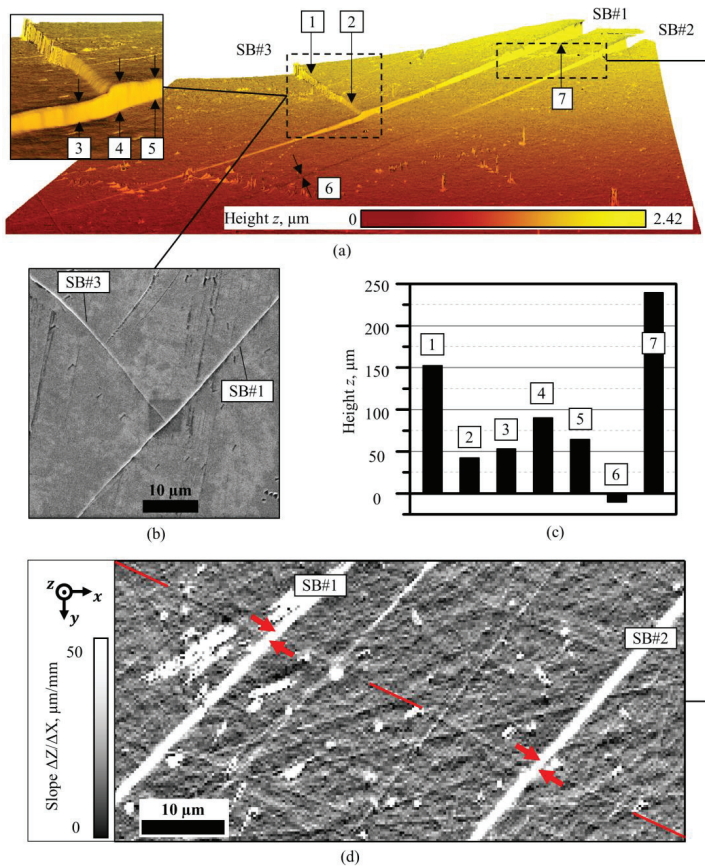 SB#1
SB#2
SB#3
1
2
3
4
5
6
7
Height z, µm
0
2.42
(a)
SB#3
SB#1
10 µm
(b)
Height z, µm
250
200
150
100
50
0
1
2
3
4
5
6
7
(c)
z
x
y
50
Slope ΔZ/ΔX, µm/mm
0
SB#1
SB#2
10 µm
(d)